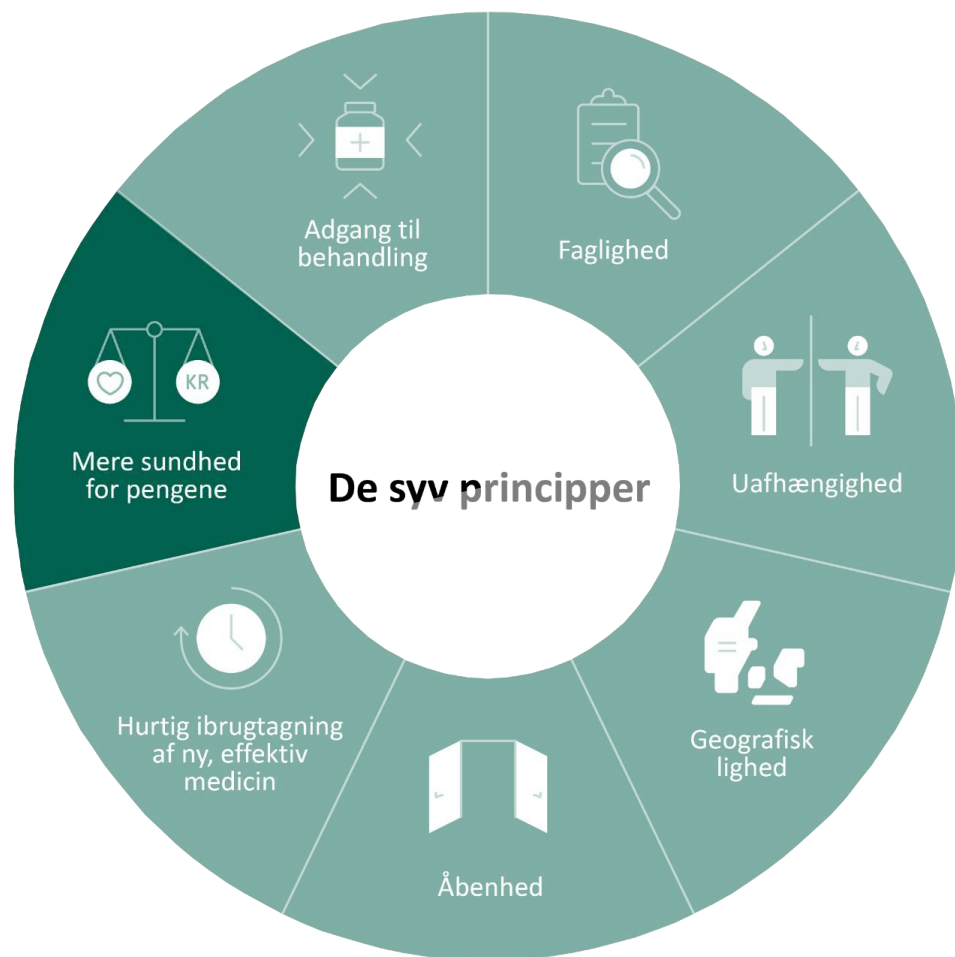 De syv principper
Faglighed
Uafhængighed
Geografisk
lighed
Åbenhed
Hurtig ibrugtagning
af ny, effektiv
medicin
Mere sundhed
for pengene
KR
Adgang til
behandling